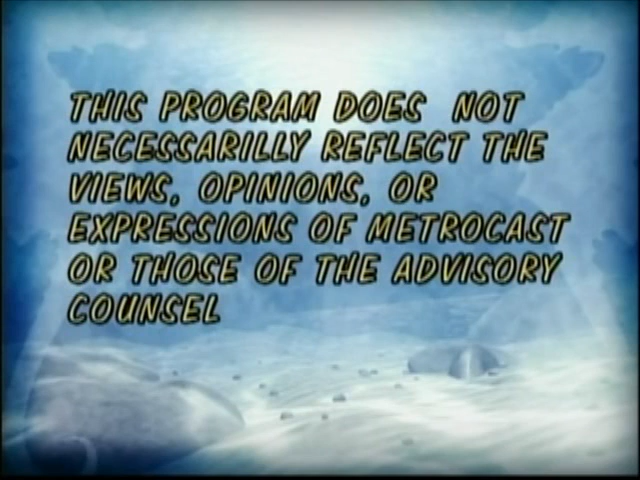 THIS PROGRAM DOES NOT
NECESSARILLY REFLECT THE
VIEWS, OPINIONS, OR
EXPRESSIONS OF METROCAST
OR THOSE OF THE ADVISORY
COUNSEL